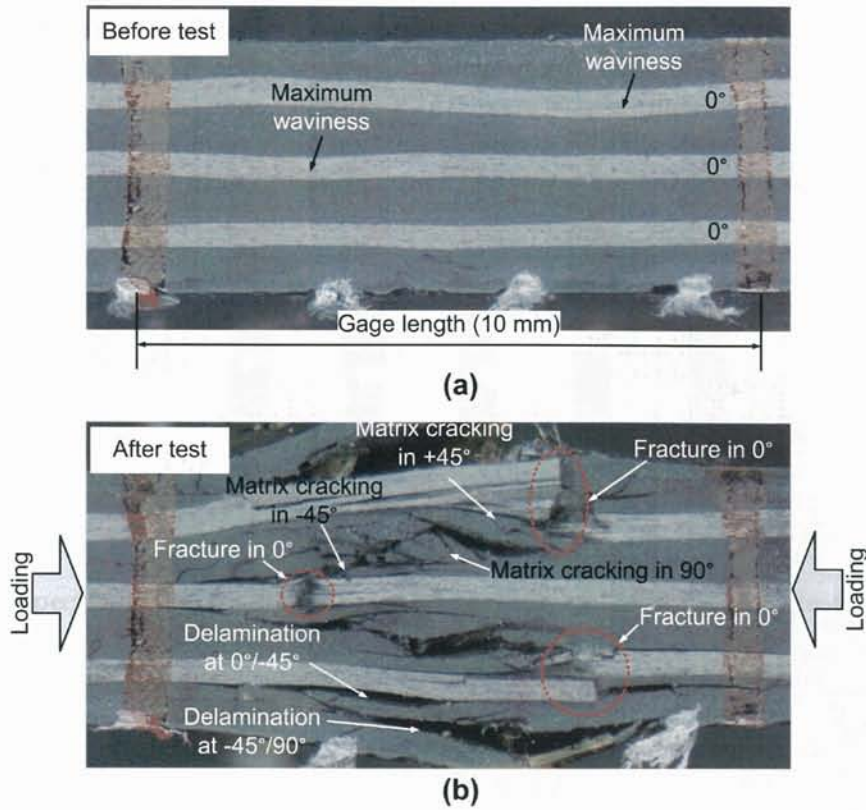 Before test
Maximum
waviness
Maximum
waviness
0°
0°
0°
Gage length (10 mm)
(a)
After test
Matrix cracking
in +45°
Fracture in 0°
Matrix cracking
in -45°
Fracture in 0°
Matrix cracking in 90°
Loading
Loading
Fracture in 0°
Delamination
at 0°/-45°
Delamination
at -45°/90°
(b)